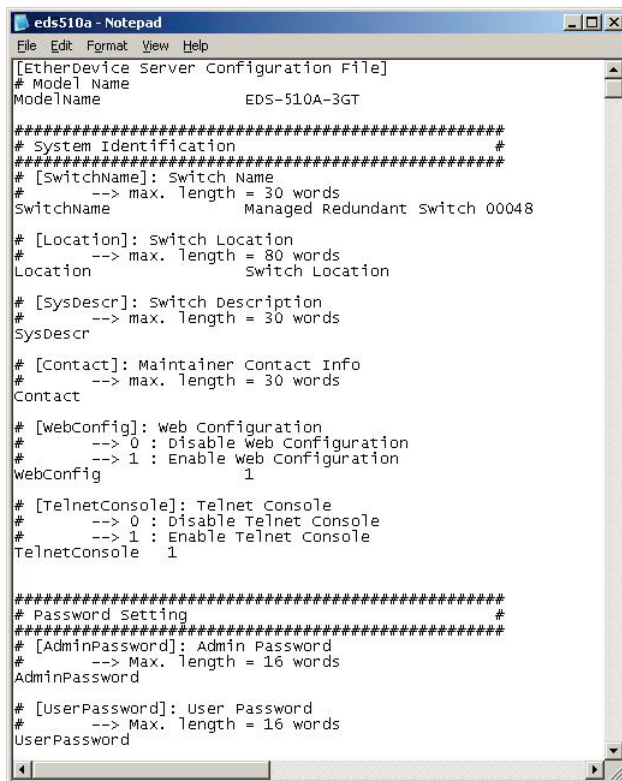 eds510a - Notepad
File Edit Format View Help
[EtherDevice Server Configuration File]
# Model Name
ModelName EDS-510A-3GT
####################################################
# System Identification #
####################################################
# [SwitchName]: Switch Name
# --> max. length = 30 words
SwitchName Managed Redundant Switch 00048
# [Location]: Switch Location
# --> max. length = 80 words
Location Switch Location
# [SysDescr]: Switch Description
# --> max. length = 30 words
SysDescr
# [Contact]: Maintainer Contact Info
# --> max. length = 30 words
Contact
# [WebConfig]: Web Configuration
# --> 0 : Disable Web Configuration
# --> 1 : Enable Web Configuration
WebConfig 1
# [TelnetConsole]: Telnet Console
# --> 0 : Disable Telnet Console
# --> 1 : Enable Telnet Console
TelnetConsole 1
####################################################
# Password Setting #
####################################################
# [AdminPassword]: Admin Password
# --> Max. length = 16 words
AdminPassword
# [UserPassword]: User Password
# --> Max. length = 16 words
UserPassword